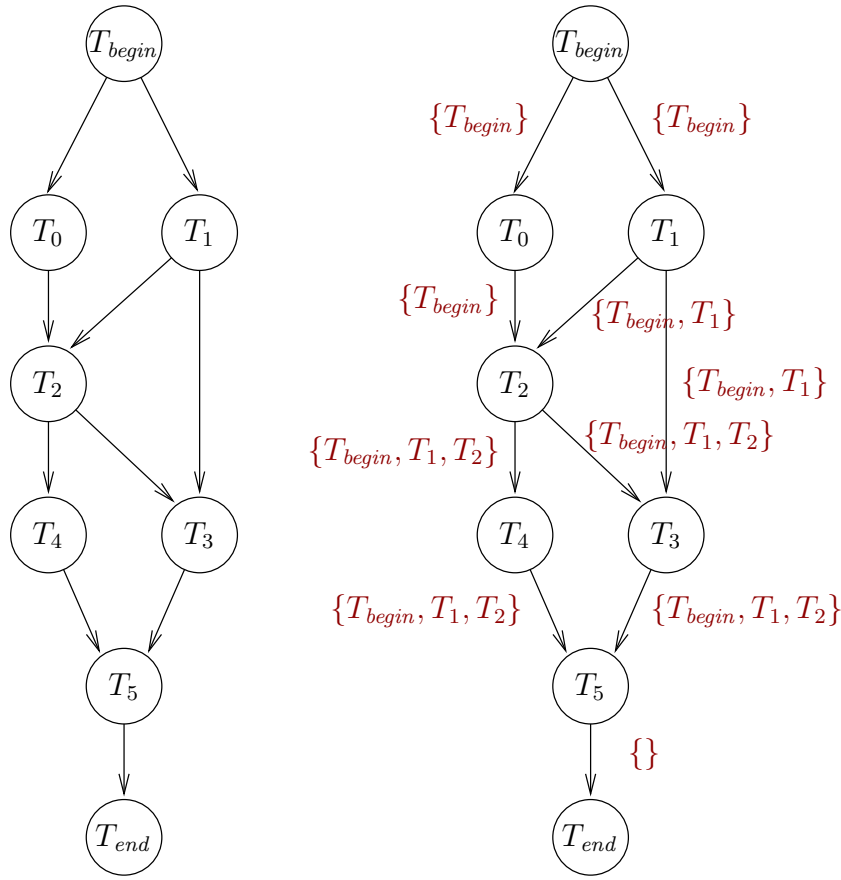 T_begin T_begin
{T_begin} {T_begin}
T_0 T_1 T_0 T_1
{T_begin} {T_begin, T_1}
T_2 T_2 {T_begin, T_1}
{T_begin, T_1, T_2} {T_begin, T_1, T_2}
T_4 T_3 T_4 T_3
{T_begin, T_1, T_2} {T_begin, T_1, T_2}
T_5 T_5
{}
T_end T_end